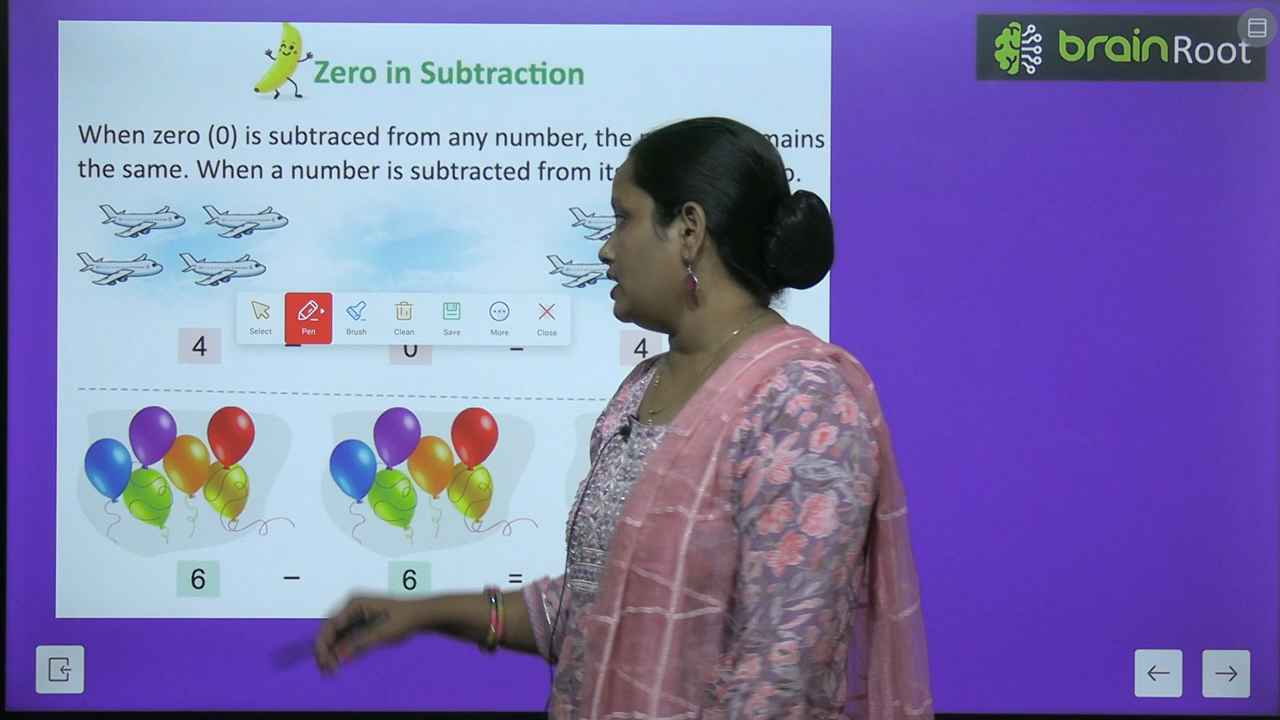 brainRoot
Zero in Subtraction
When zero (0) is subtraced from any number, the mains
the same. When a number is subtracted from o.
Select Pen Brush Clean Save More Close
4 – 0 = 4
6 – 6 =